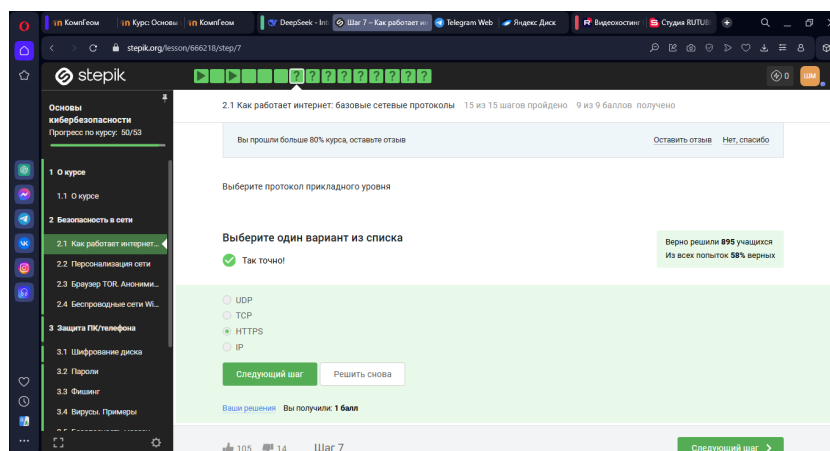 КомпГеом
Курс: Основы
КомпГеом
DeepSeek - Int
Шаг 7 – Как работает ин
Telegram Web
Яндекс Диск
Видеохостинг
Студия RUTUB
stepik.org/lesson/666218/step/7
stepik
0
ШМ
Основы
кибербезопасности
Прогресс по курсу: 50/53
2.1 Как работает интернет: базовые сетевые протоколы 15 из 15 шагов пройдено 9 из 9 баллов получено
Вы прошли больше 80% курса, оставьте отзыв
Оставить отзыв Нет, спасибо
1 О курсе
1.1 О курсе
2 Безопасность в сети
2.1 Как работает интернет...
2.2 Персонализация сети
2.3 Браузер TOR. Аноними...
2.4 Беспроводные сети Wi...
3 Защита ПК/телефона
3.1 Шифрование диска
3.2 Пароли
3.3 Фишинг
3.4 Вирусы. Примеры
Выберите протокол прикладного уровня
Выберите один вариант из списка
Так точно!
Верно решили 895 учащихся
Из всех попыток 58% верных
UDP
TCP
HTTPS
IP
Следующий шаг
Решить снова
Ваши решения Вы получили: 1 балл
105 14 Шаг 7
Следующий шаг